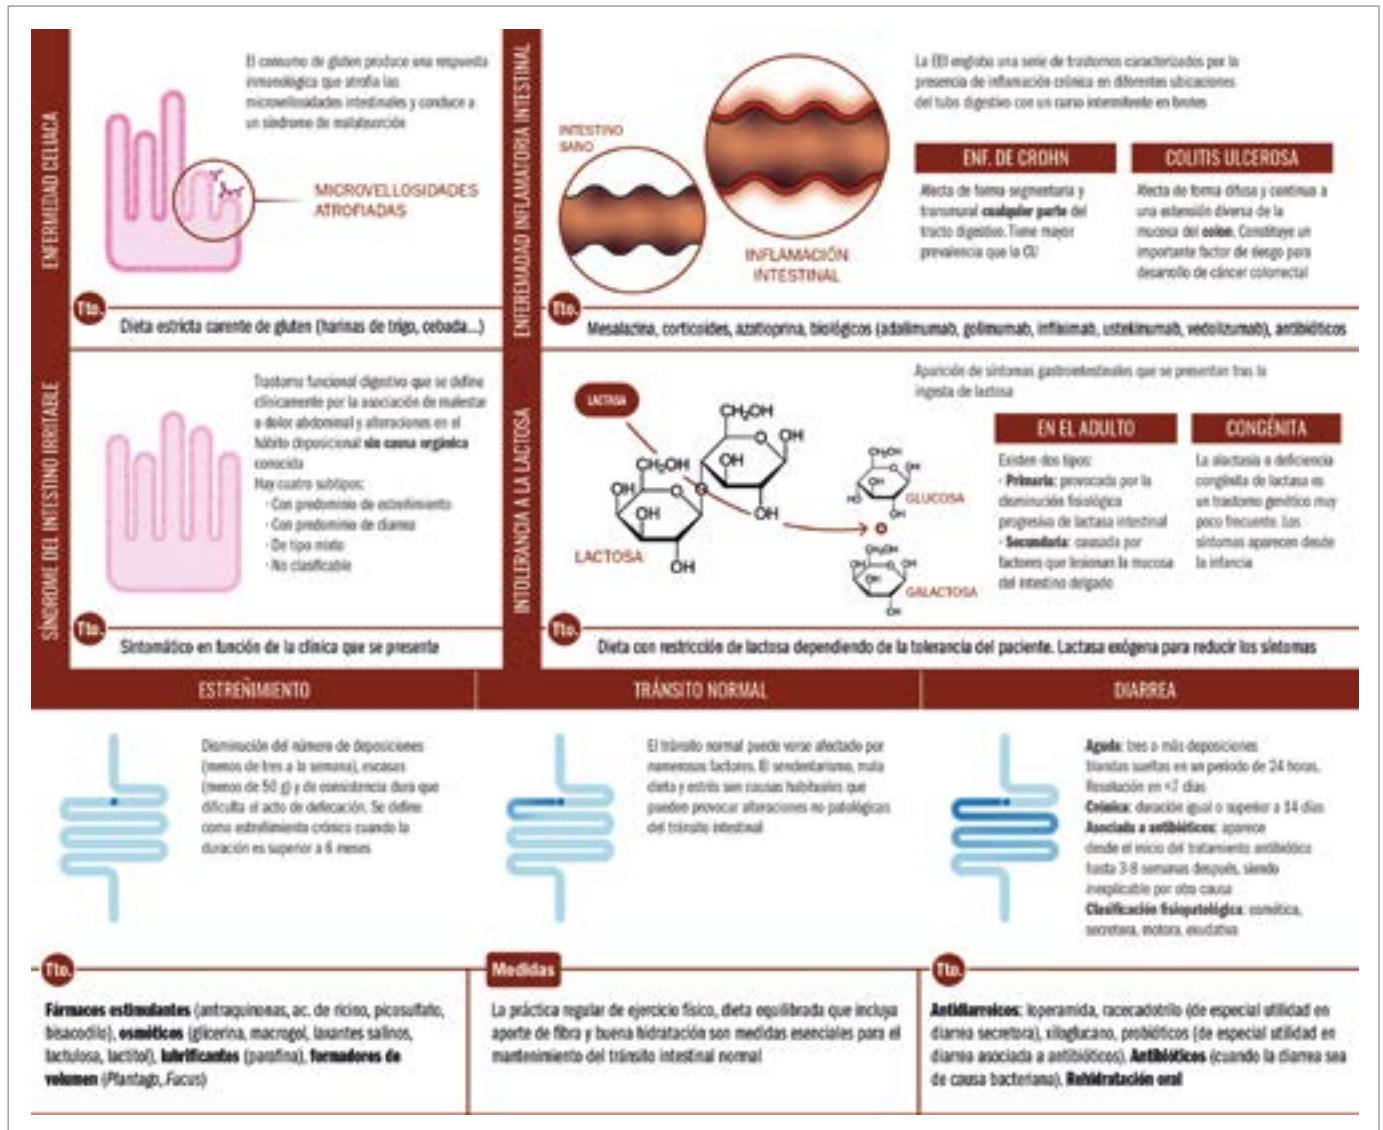 ENFERMEDAD CELIACA
El consumo de gluten produce una respuesta
inmunológica que atrofia las
microvellosidades intestinales y conduce a
un síndrome de malabsorción
MICROVELLOSIDADES
ATROFIADAS
Tto.
Dieta estricta carente de gluten (harinas de trigo, cebada...)
ENFEREMADAD INFLAMATORIA INTESTINAL
INTESTINO
SANO
INFLAMACIÓN
INTESTINAL
La EII engloba una serie de trastornos caracterizados por la
presencia de inflamación crónica en diferentes ubicaciones
del tubo digestivo con un curso intermitente en brotes
ENF. DE CROHN
Afecta de forma segmentaria y
transmural cualquier parte del
tracto digestivo. Tiene mayor
prevalencia que la CU
COLITIS ULCEROSA
Afecta de forma difusa y continua a
una extensión diversa de la
mucosa del colon. Constituye un
importante factor de riesgo para
desarrollo de cáncer colorrectal
Tto.
Mesalazina, corticoides, azatioprina, biológicos (adalimumab, golimumab, infliximab, ustekinumab, vedolizumab), antibióticos
SÍNDROME DEL INTESTINO IRRITABLE
Trastorno funcional digestivo que se define
clínicamente por la asociación de malestar
o dolor abdominal y alteraciones en el
hábito deposicional sin causa orgánica
conocida
Hay cuatro subtipos:
· Con predominio de estreñimiento
· Con predominio de diarrea
· De tipo mixto
· No clasificable
Tto.
Sintomático en función de la clínica que se presente
INTOLERANCIA A LA LACTOSA
LACTASA
CH₂OH
O
OH
OH
CH₂OH
OH
O
O
OH
OH
OH
LACTOSA
CH₂OH
O
OH
OH
HO
OH
GLUCOSA
CH₂OH
OH
O
OH
OH
OH
GALACTOSA
Aparición de síntomas gastrointestinales que se presentan tras la
ingesta de lactosa
EN EL ADULTO
Existen dos tipos:
· Primaria: provocada por la
disminución fisiológica
progresiva de lactasa intestinal
· Secundaria: causada por
factores que lesionan la mucosa
del intestino delgado
CONGÉNITA
La alactasia o deficiencia
congénita de lactasa es
un trastorno genético muy
poco frecuente. Los
síntomas aparecen desde
la infancia
Tto.
Dieta con restricción de lactosa dependiendo de la tolerancia del paciente. Lactasa exógena para reducir los síntomas
ESTREÑIMIENTO
Disminución del número de deposiciones
(menos de tres a la semana), escasas
(menos de 50 g) y de consistencia dura que
dificulta el acto de defecación. Se define
como estreñimiento crónico cuando la
duración es superior a 6 meses
Tto.
Fármacos estimulantes (antraquinonas, ac. de ricino, picosulfato,
bisacodilo), osmóticos (glicerina, macrogol, laxantes salinos,
lactulosa, lactitol), lubrificantes (parafina), formadores de
volumen (Plantago, Fucus)
TRÁNSITO NORMAL
El tránsito normal puede verse afectado por
numerosos factores. El sendentarismo, mala
dieta y estrés son causas habituales que
pueden provocar alteraciones no patológicas
del tránsito intestinal
Medidas
La práctica regular de ejercicio físico, dieta equilibrada que incluya
aporte de fibra y buena hidratación son medidas esenciales para el
mantenimiento del tránsito intestinal normal
DIARREA
Aguda: tres o más deposiciones
blandas sueltas en un periodo de 24 horas.
Resolución en <7 días
Crónica: duración igual o superior a 14 días
Asociada a antibióticos: aparece
desde el inicio del tratamiento antibiótico
hasta 3-8 semanas después, siendo
inexplicable por otra causa
Clasificación fisiopatológica: osmótica,
secretora, motora, exudativa
Tto.
Antidiarreicos: loperamida, racecadotrilo (de especial utilidad en
diarrea secretora), xiloglucano, probióticos (de especial utilidad en
diarrea asociada a antibióticos). Antibióticos (cuando la diarrea sea
de causa bacteriana). Rehidratación oral